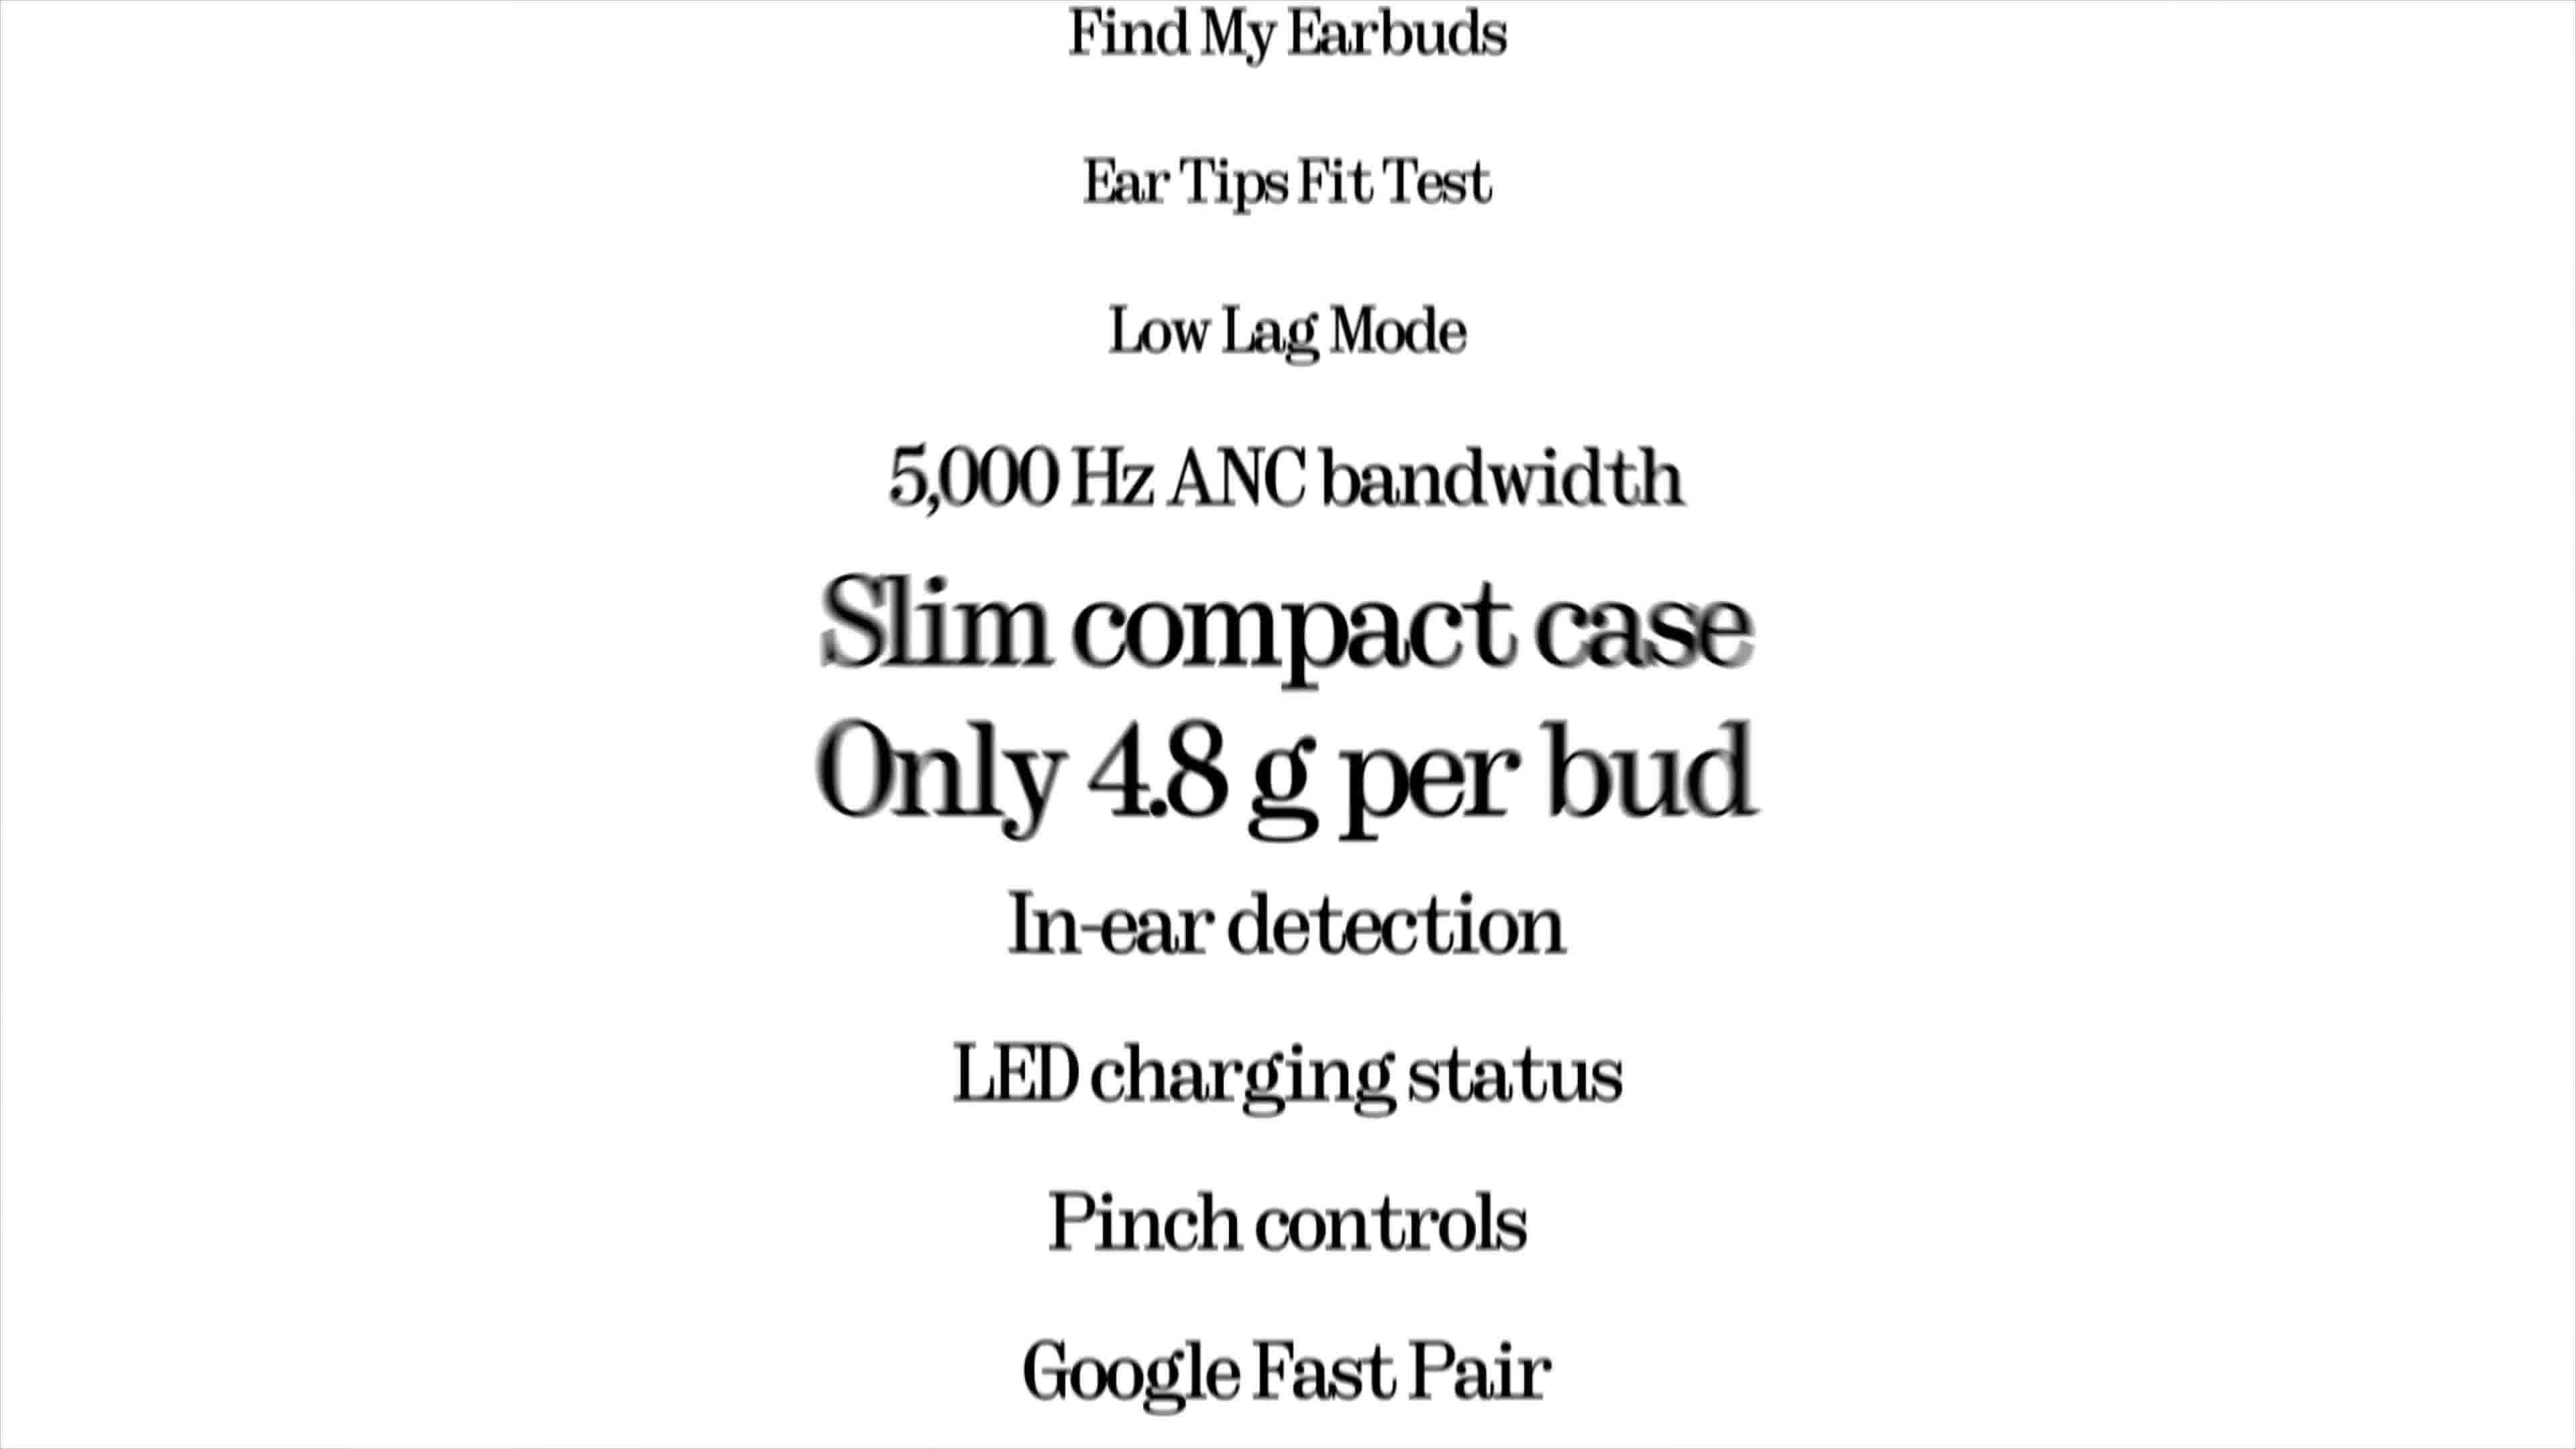 Find My Earbuds
Ear Tips Fit Test
Low Lag Mode
5,000 Hz ANC bandwidth
Slim compact case
Only 4.8 g per bud
In-ear detection
LED charging status
Pinch controls
Google Fast Pair